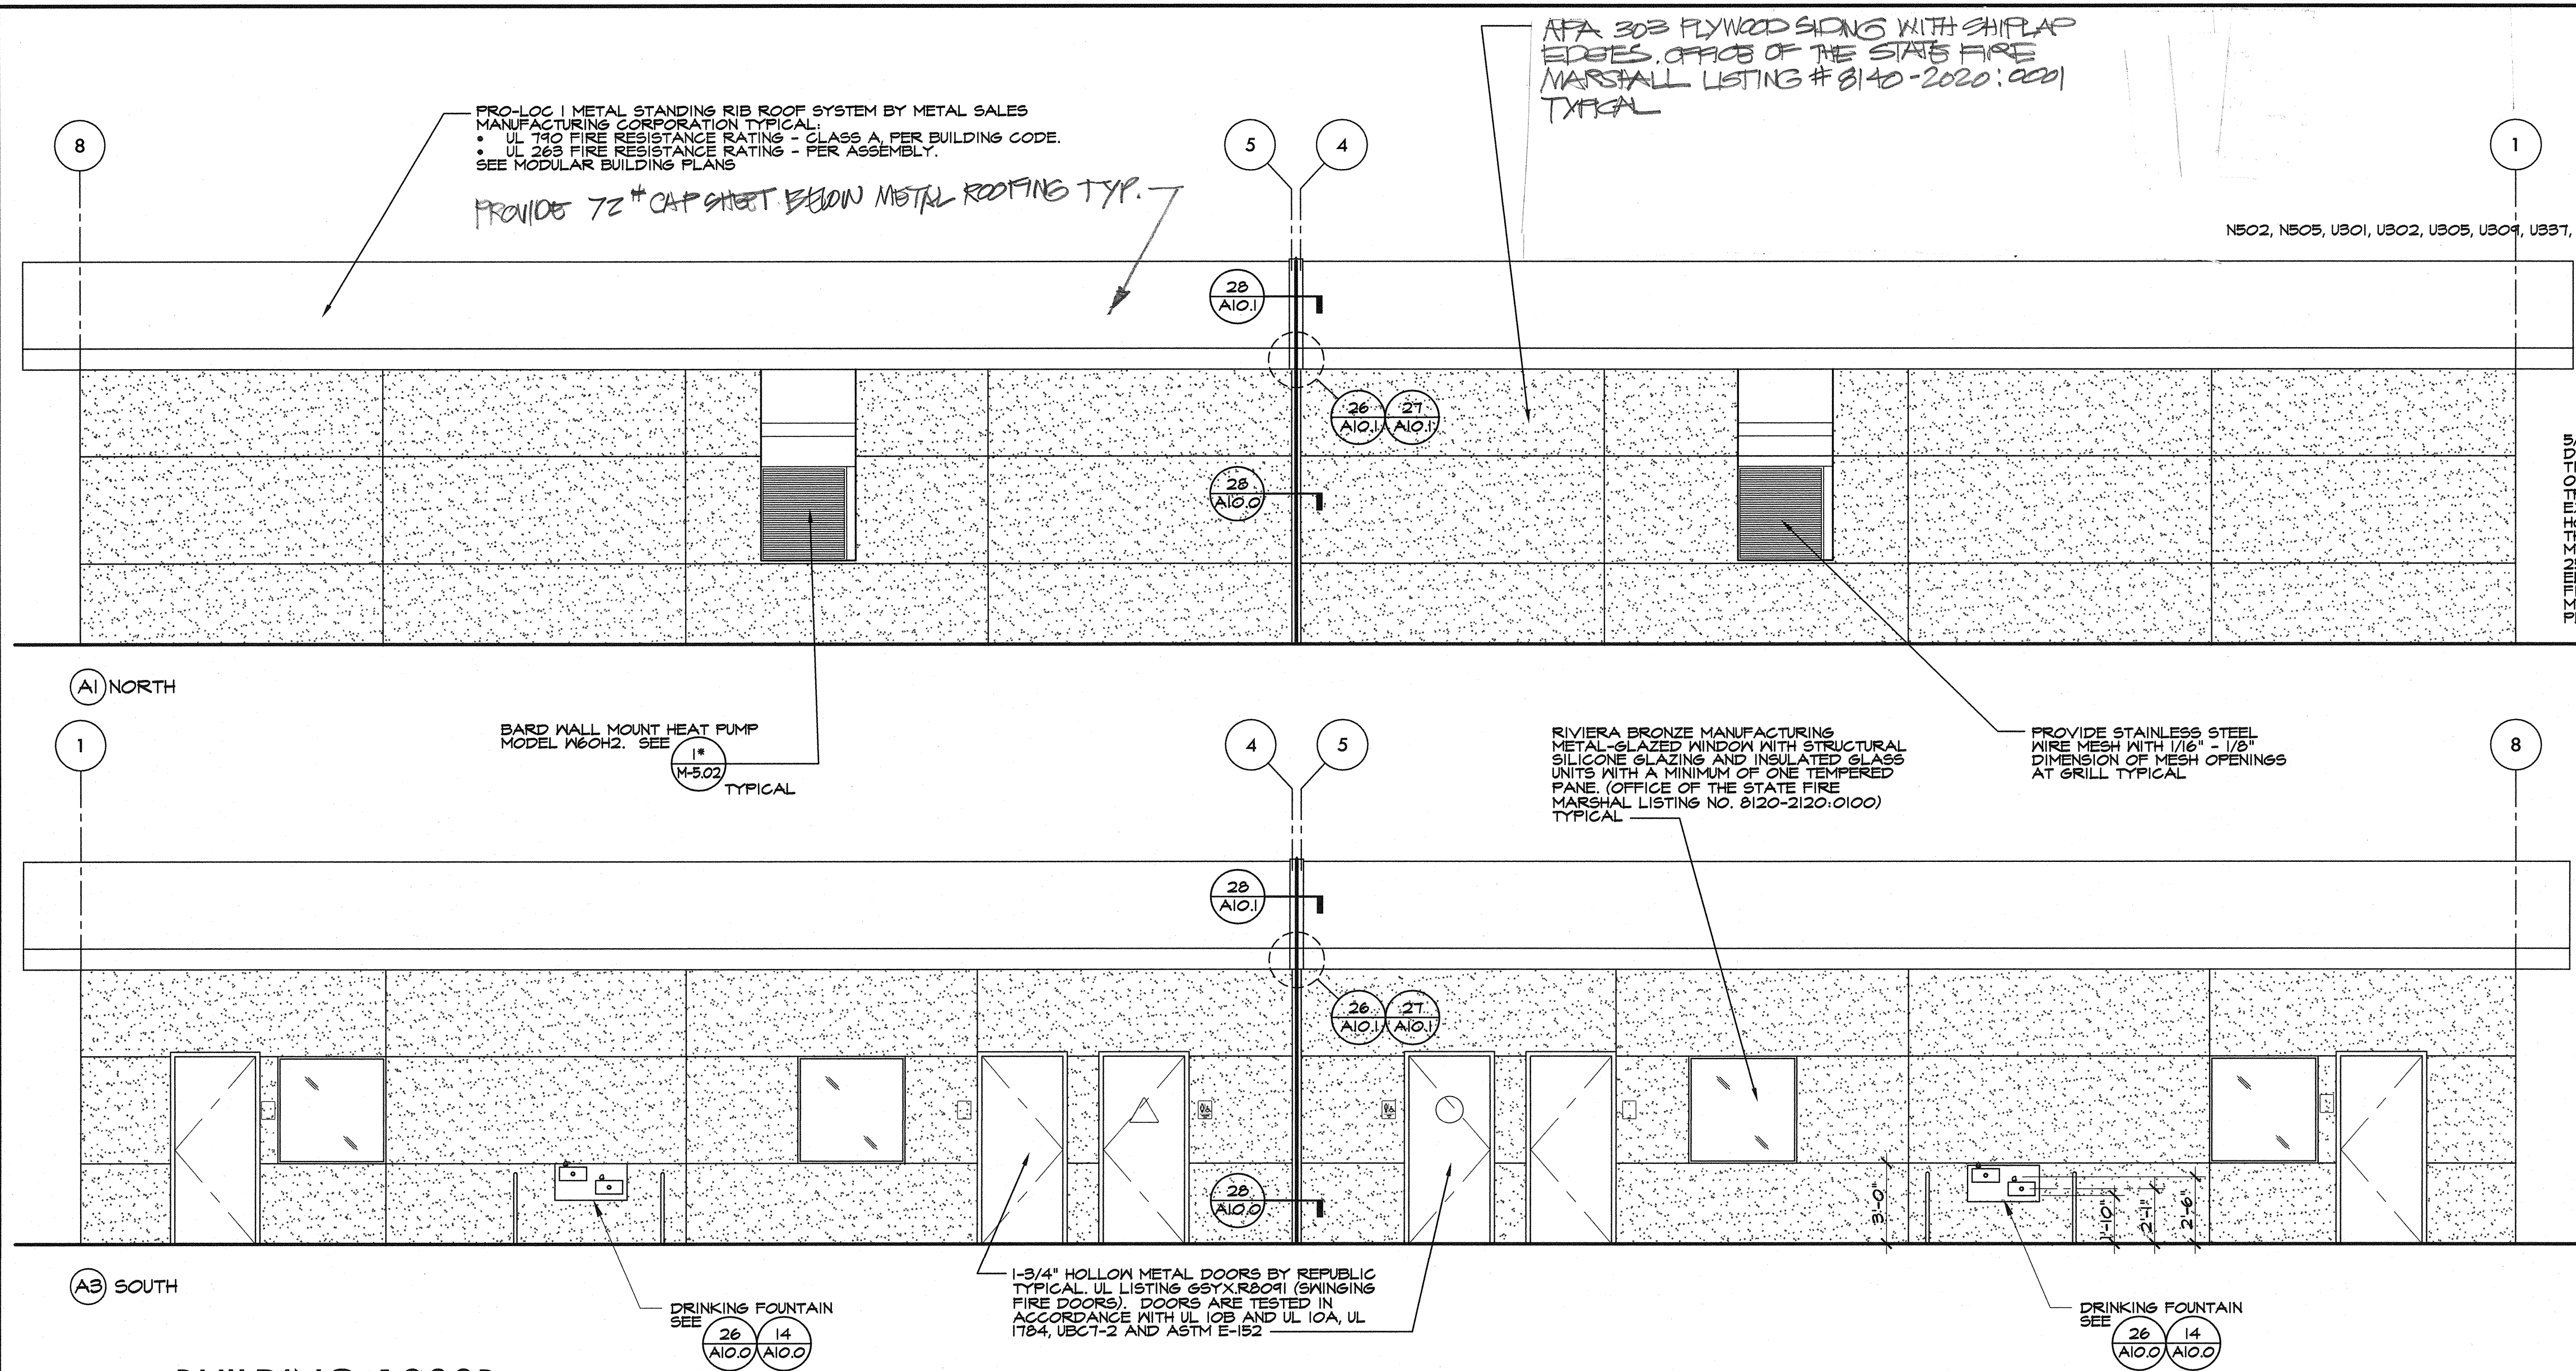 APA 303 PLYWOOD SIDING WITH SHIPLAP
EDGES. OFFICE OF THE STATE FIRE
MARSHALL LISTING # 8140-2020:0001
TYPICAL
PRO-LOC 1 METAL STANDING RIB ROOF SYSTEM BY METAL SALES
MANUFACTURING CORPORATION TYPICAL:
• UL 790 FIRE RESISTANCE RATING - CLASS A, PER BUILDING CODE.
• UL 263 FIRE RESISTANCE RATING - PER ASSEMBLY.
SEE MODULAR BUILDING PLANS
PROVIDE 72# CAP SHEET BELOW METAL ROOFING TYP.
8
5
4
1
N502, N505, U301, U302, U305, U309, U337,
28
A10.1
26
A10.1
27
A10.1
28
A10.0
A1 NORTH
BARD WALL MOUNT HEAT PUMP
MODEL W60H2. SEE
1*
M-5.02
TYPICAL
RIVIERA BRONZE MANUFACTURING
METAL-GLAZED WINDOW WITH STRUCTURAL
SILICONE GLAZING AND INSULATED GLASS
UNITS WITH A MINIMUM OF ONE TEMPERED
PANE. (OFFICE OF THE STATE FIRE
MARSHAL LISTING NO. 8120-2120:0100)
TYPICAL
PROVIDE STAINLESS STEEL
WIRE MESH WITH 1/16" - 1/8"
DIMENSION OF MESH OPENINGS
AT GRILL TYPICAL
1
4
5
8
28
A10.1
26
A10.1
27
A10.1
28
A10.0
3'-0"
1'-10"
2'-1"
2'-6"
A3 SOUTH
DRINKING FOUNTAIN
SEE
26
A10.0
14
A10.0
1-3/4" HOLLOW METAL DOORS BY REPUBLIC
TYPICAL. UL LISTING GSYX.R8091 (SWINGING
FIRE DOORS). DOORS ARE TESTED IN
ACCORDANCE WITH UL 10B AND UL 10A, UL
1784, UBC7-2 AND ASTM E-152
DRINKING FOUNTAIN
SEE
26
A10.0
14
A10.0